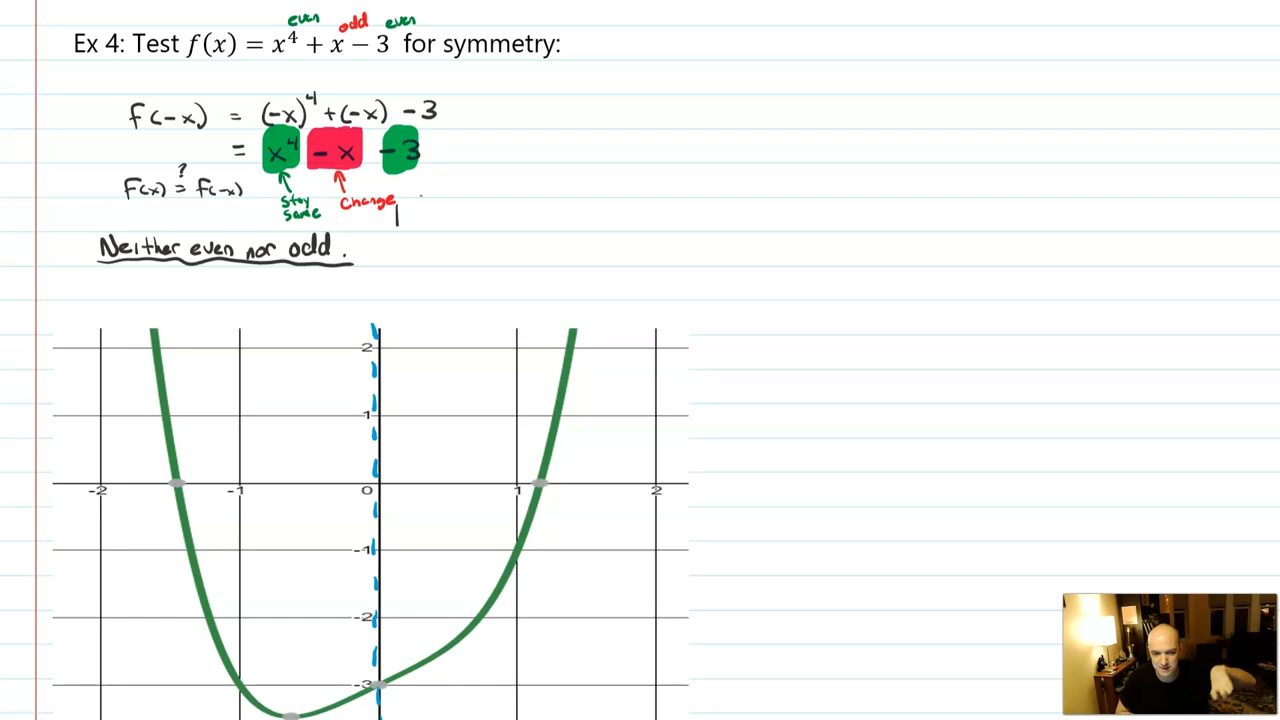 even odd even
Ex 4: Test f(x) = x⁴ + x − 3 for symmetry:
f(-x) = (-x)⁴ + (-x) - 3
= x⁴ - x - 3
f(x) ≟ f(-x)
Stay same
Change
Neither even nor odd.
2
1
-2 -1 0 1 2
-1
-2
-3